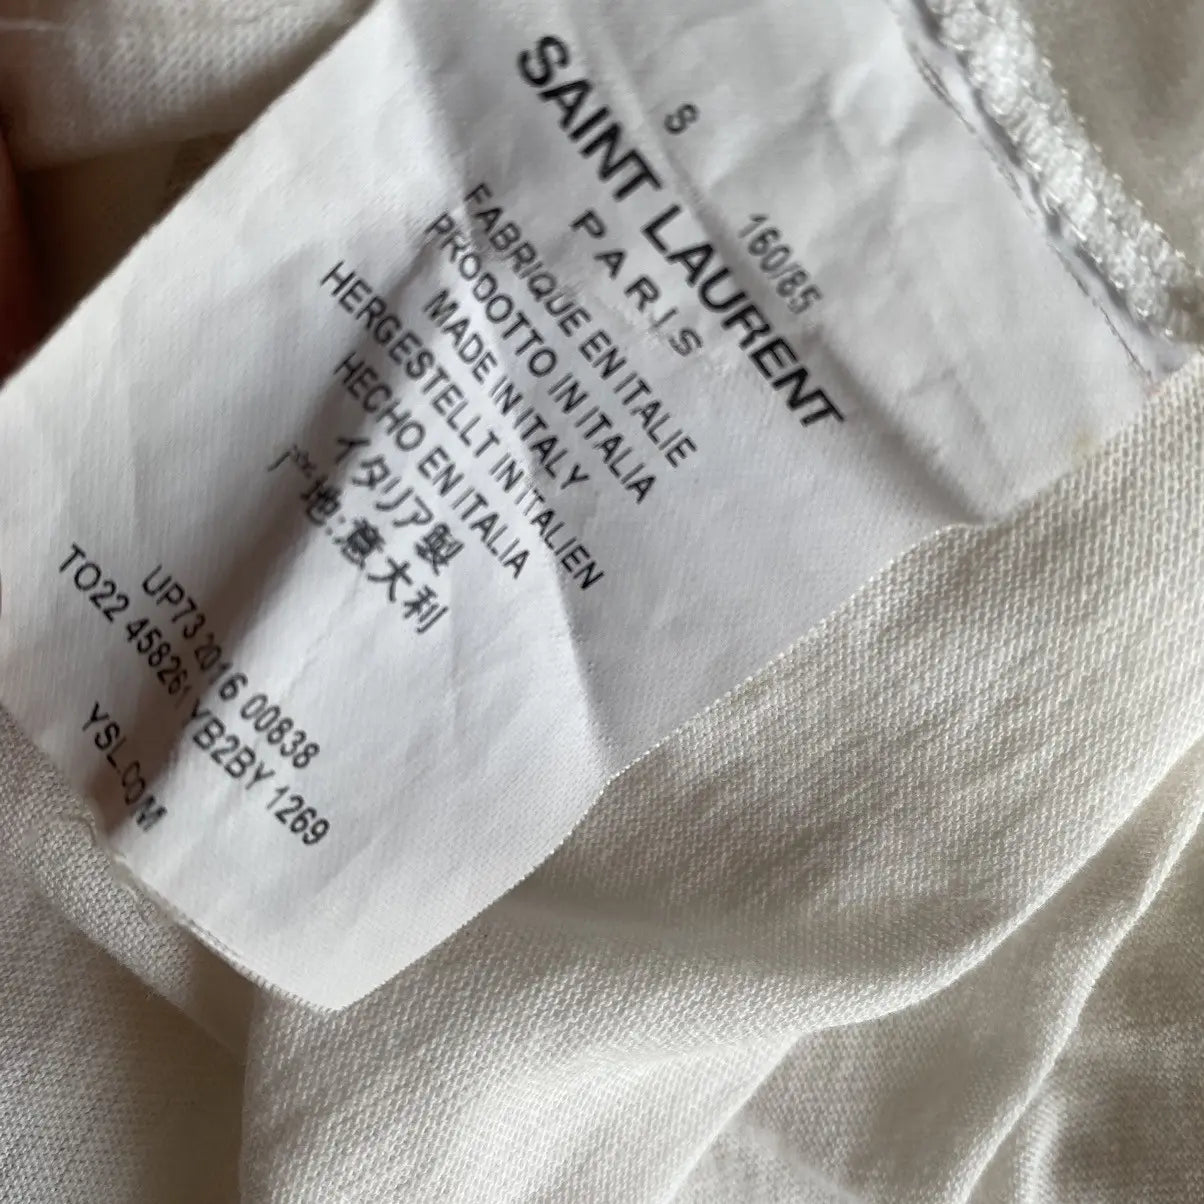 S 160/85
SAINT LAURENT
PARIS
FABRIQUE EN ITALIE
PRODOTTO IN ITALIA
MADE IN ITALY
HERGESTELLT IN ITALIEN
HECHO EN ITALIA
イタリア製
地:意大利
UP73 2016 00838
TO22 458261 YB2BY 1269
YSL.COM